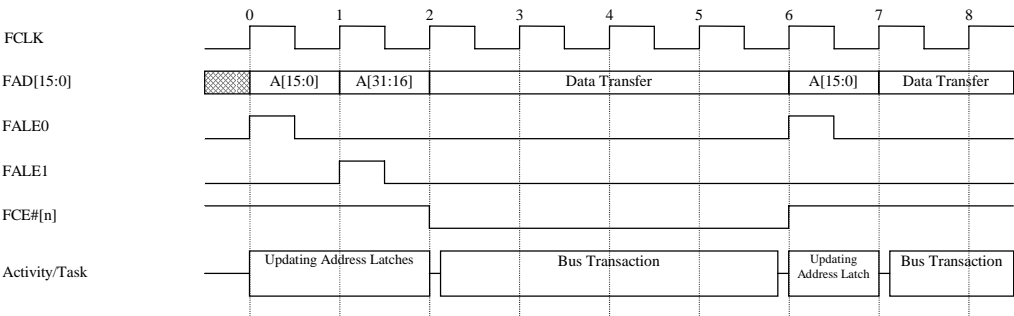 0 1 2 3 4 5 6 7 8
FCLK
FAD[15:0] A[15:0] A[31:16] Data Transfer A[15:0] Data Transfer
FALE0
FALE1
FCE#[n]
Updating Address Latches Bus Transaction Updating Bus Transaction
Activity/Task Address Latch